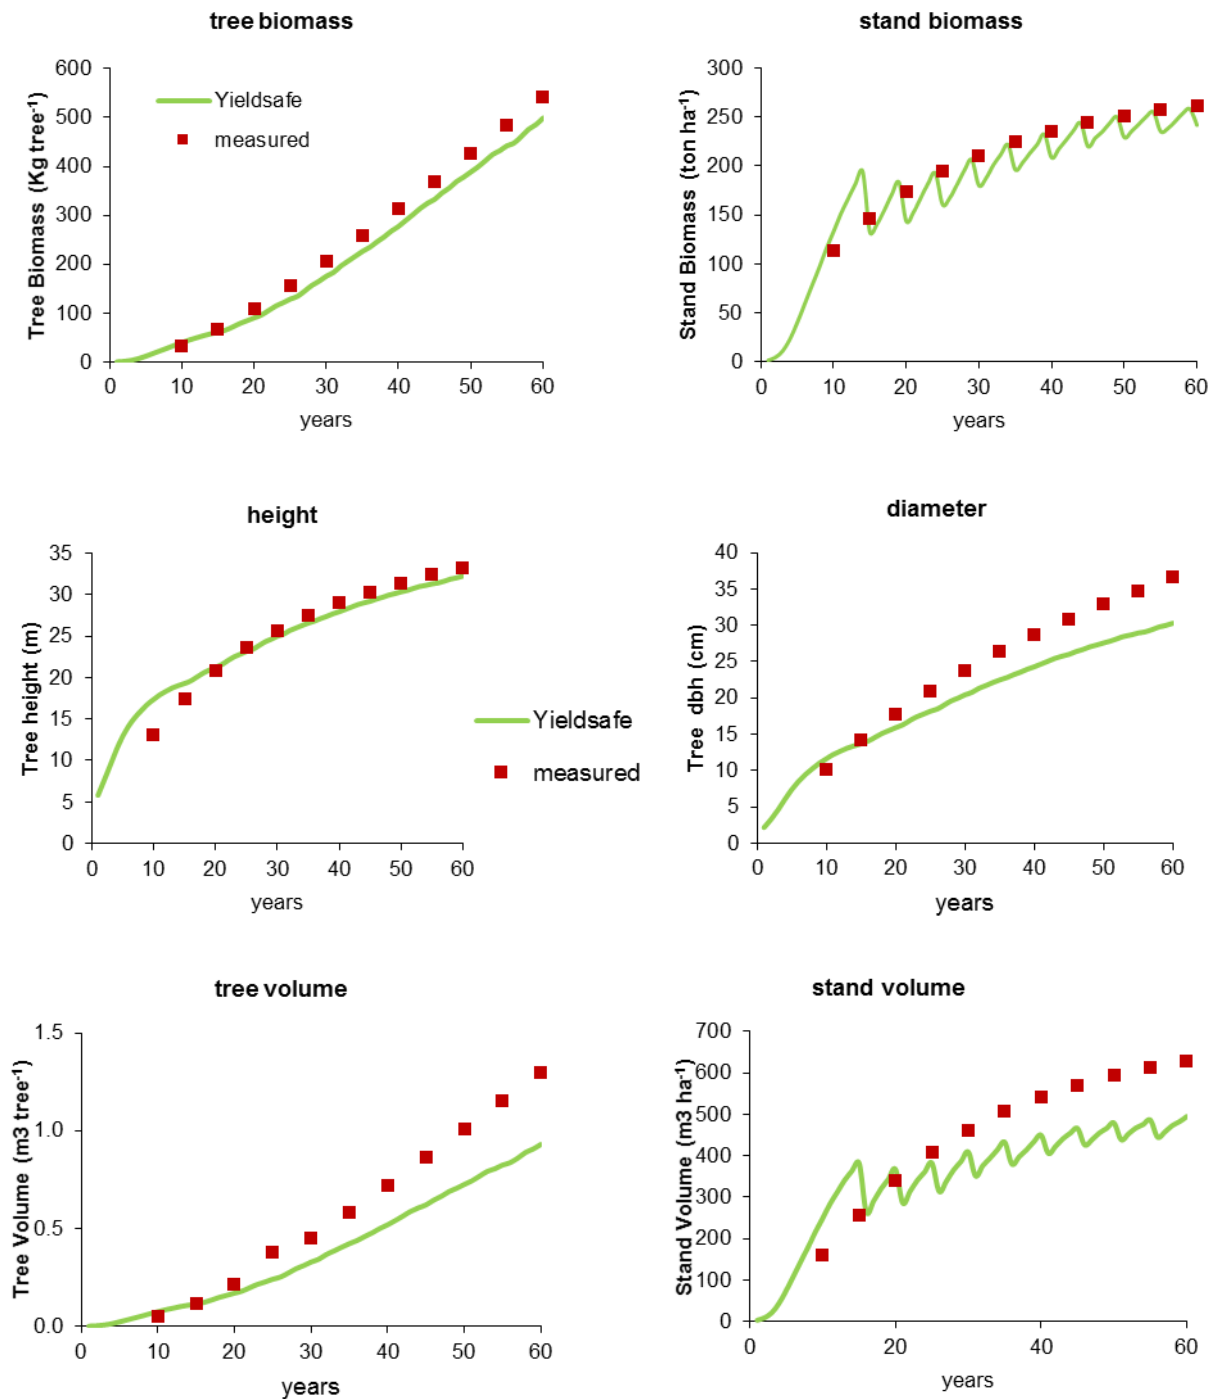 tree biomass
Tree Biomass (Kg tree-1)
600
500
400
300
200
100
0
Yieldsafe
measured
0 10 20 30 40 50 60
years
stand biomass
Stand Biomass (ton ha-1)
300
250
200
150
100
50
0
0 10 20 30 40 50 60
years
height
Tree height (m)
35
30
25
20
15
10
5
0
Yieldsafe
measured
0 10 20 30 40 50 60
years
diameter
Tree dbh (cm)
40
35
30
25
20
15
10
5
0
0 10 20 30 40 50 60
years
tree volume
Tree Volume (m3 tree-1)
1.5
1.0
0.5
0.0
0 10 20 30 40 50 60
years
stand volume
Stand Volume (m3 ha-1)
700
600
500
400
300
200
100
0
0 20 40 60
years